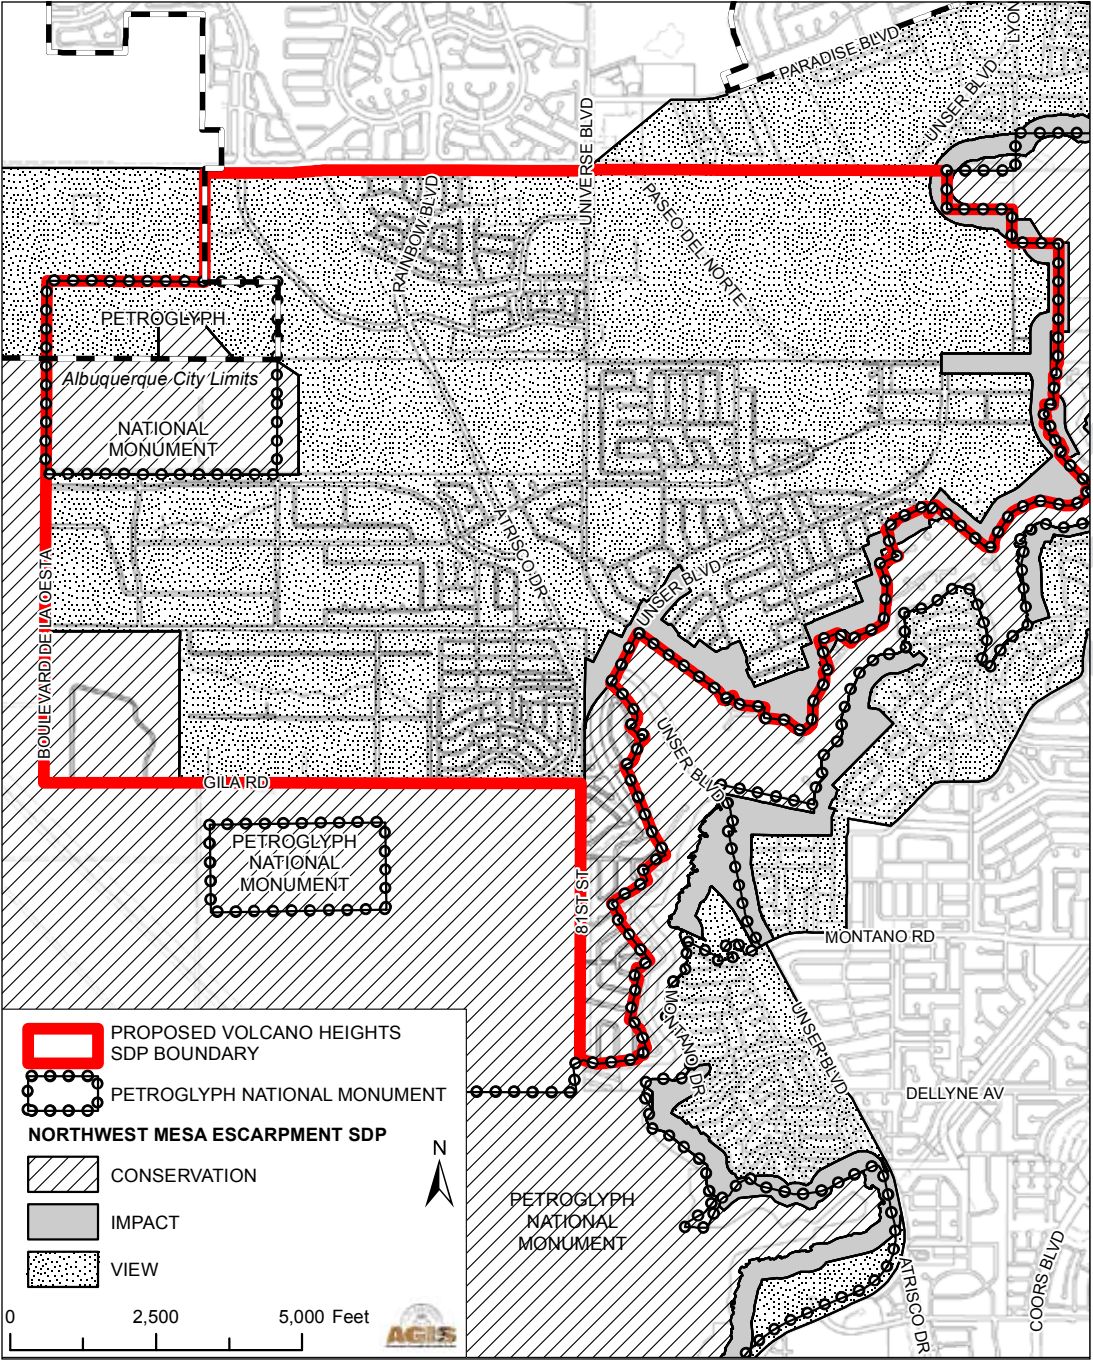 LYON
PARADISE BLVD
UNSER BLVD
UNIVERSE BLVD
RAINBOW BLVD
PASEO DEL NORTE
PETROGLYPH
Albuquerque City Limits
NATIONAL
MONUMENT
ATRISCO DR
BOULEVARD DE LA OESTA
UNSER BLVD
UNSER BLVD
GILA RD
PETROGLYPH
NATIONAL
MONUMENT
81ST ST
MONTANO RD
MONTANO DR
UNSER BLVD
DELLYNE AV
PETROGLYPH
NATIONAL
MONUMENT
ATRISCO DR
COORS BLVD
PROPOSED VOLCANO HEIGHTS
SDP BOUNDARY
PETROGLYPH NATIONAL MONUMENT
NORTHWEST MESA ESCARPMENT SDP
CONSERVATION
IMPACT
VIEW
N
0 2,500 5,000 Feet
AGIS